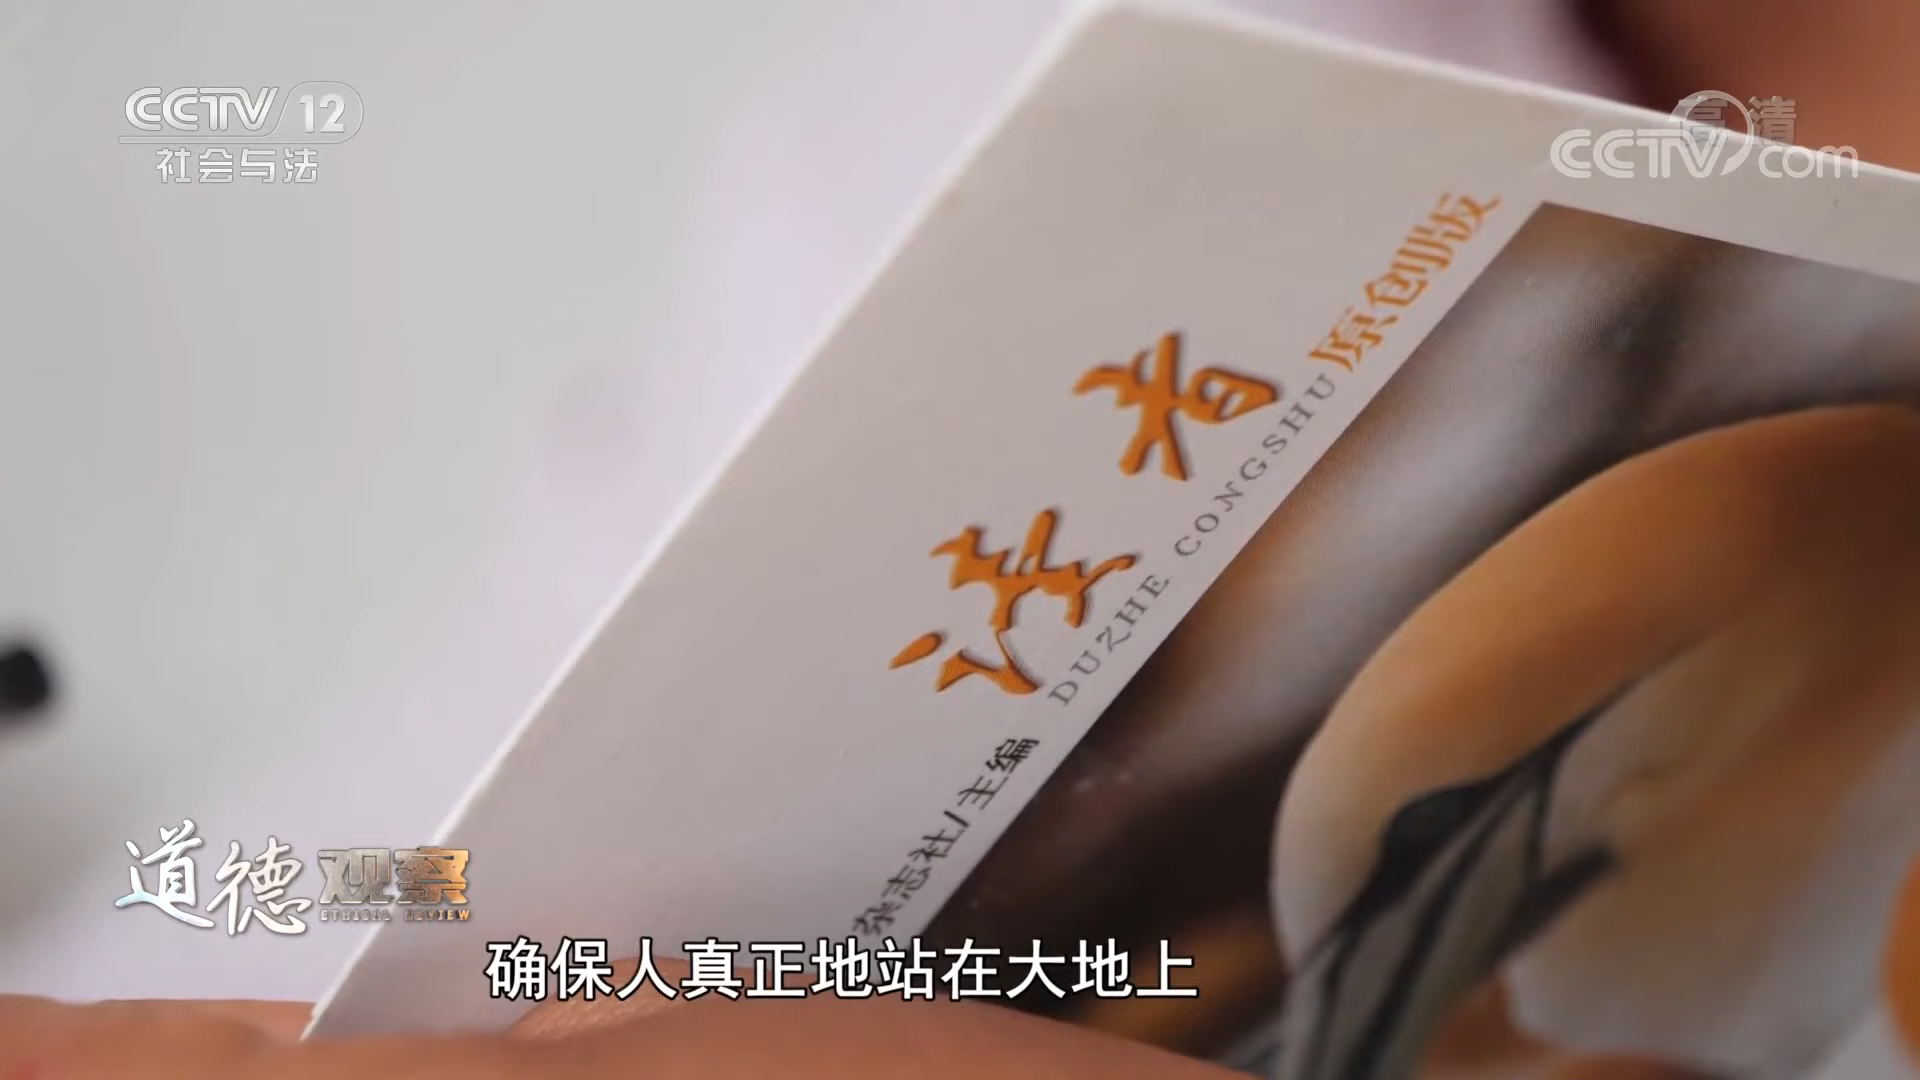 CCTV 12
社会与法
高清
CCTV.com
读者
原创版
DUZHE CONGSHU
杂志社/主编
道德观察
ETHICAL REVIEW
确保人真正地站在大地上